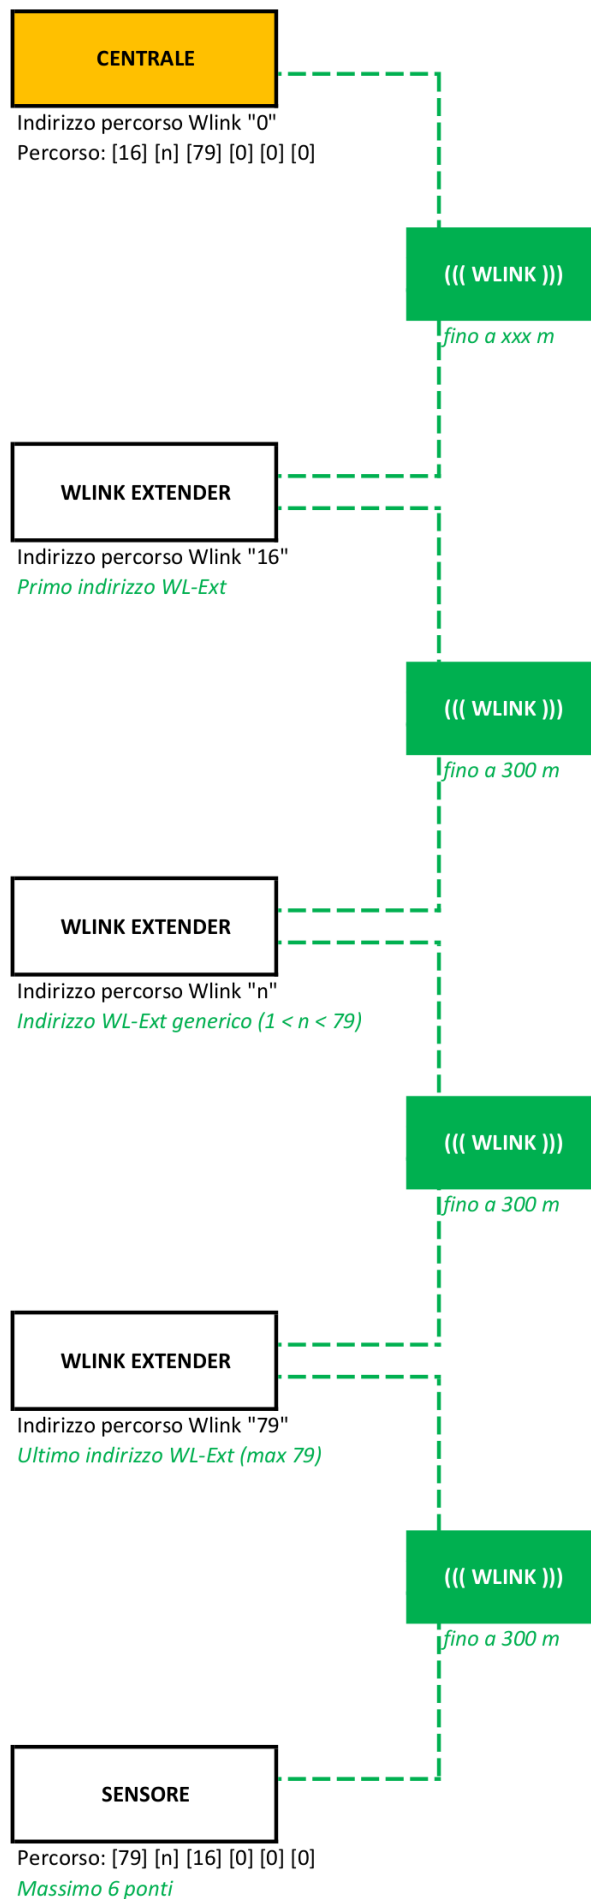 CENTRALE
Indirizzo percorso Wlink "0"
Percorso: [16] [n] [79] [0] [0] [0]
((( WLINK )))
fino a xxx m
WLINK EXTENDER
Indirizzo percorso Wlink "16"
Primo indirizzo WL-Ext
((( WLINK )))
fino a 300 m
WLINK EXTENDER
Indirizzo percorso Wlink "n"
Indirizzo WL-Ext generico (1 < n < 79)
((( WLINK )))
fino a 300 m
WLINK EXTENDER
Indirizzo percorso Wlink "79"
Ultimo indirizzo WL-Ext (max 79)
((( WLINK )))
fino a 300 m
SENSORE
Percorso: [79] [n] [16] [0] [0] [0]
Massimo 6 ponti